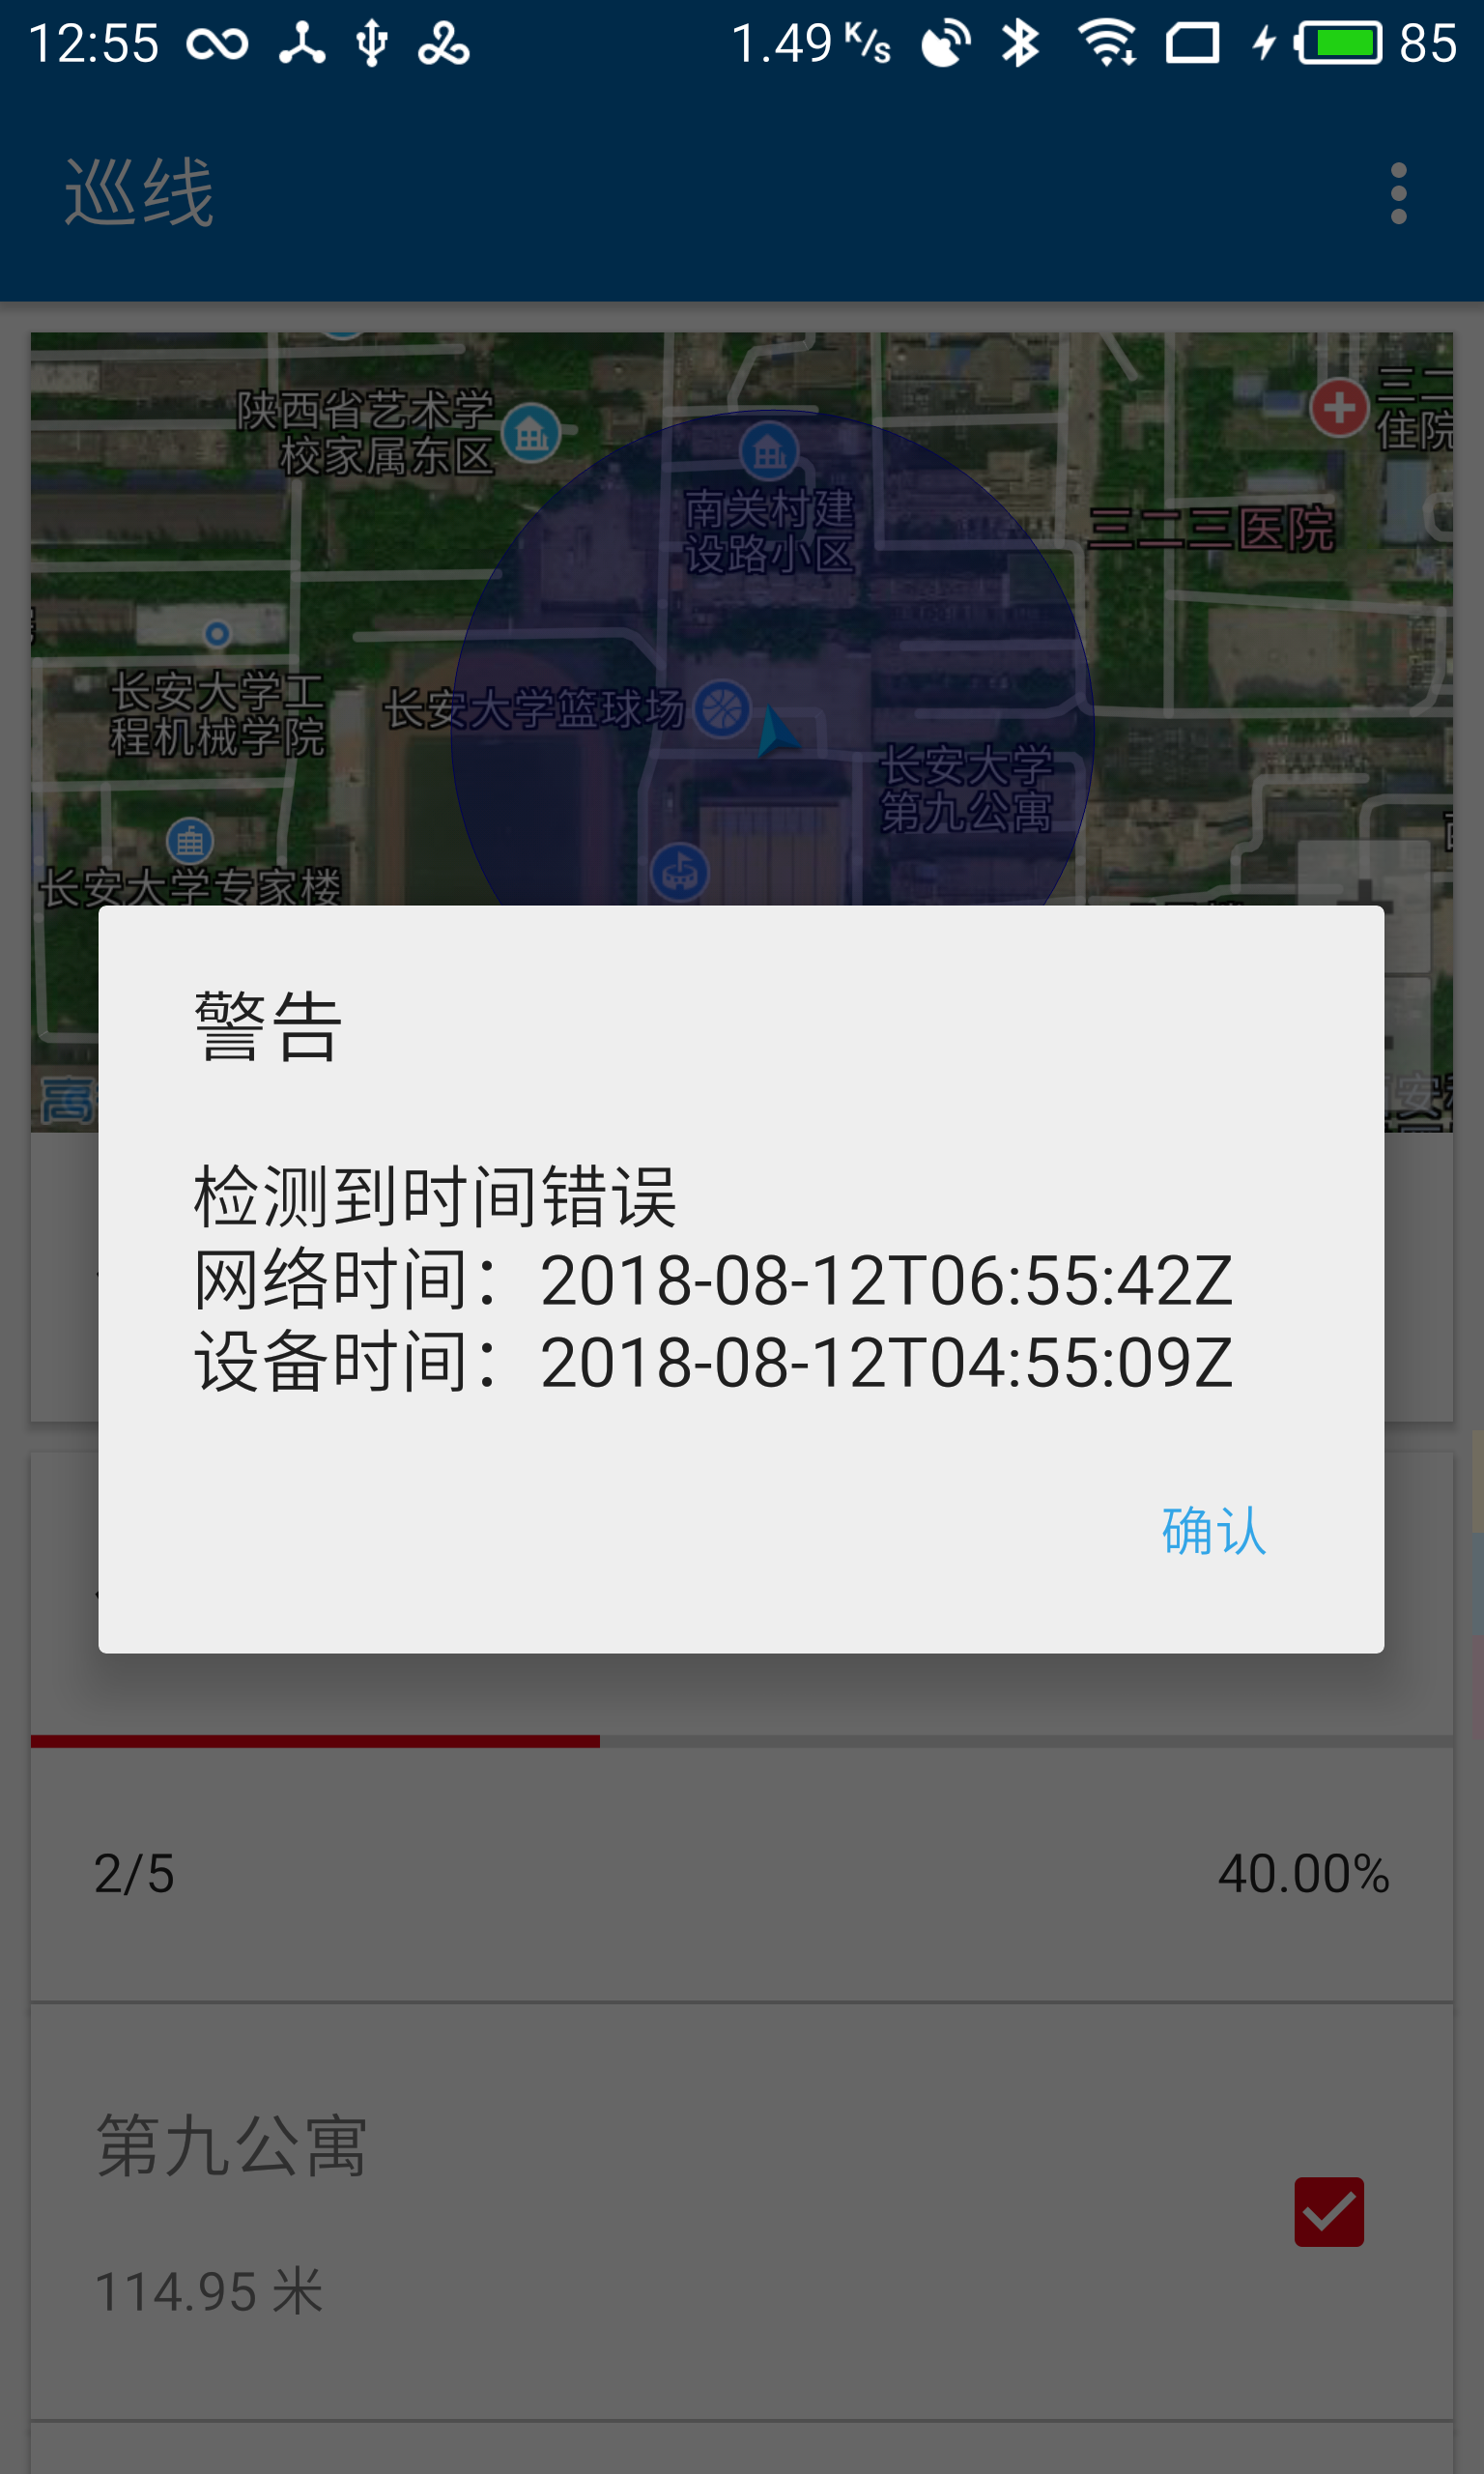 12:55 1.49 K/s 85
巡线
陕西省艺术学
校家属东区
南关村建
设路小区
三二三医院
住院
长安大学工
程机械学院
长安大学篮球场
长安大学
第九公寓
长安大学专家楼
警告
检测到时间错误
网络时间：2018-08-12T06:55:42Z
设备时间：2018-08-12T04:55:09Z
确认
2/5 40.00%
第九公寓
114.95 米